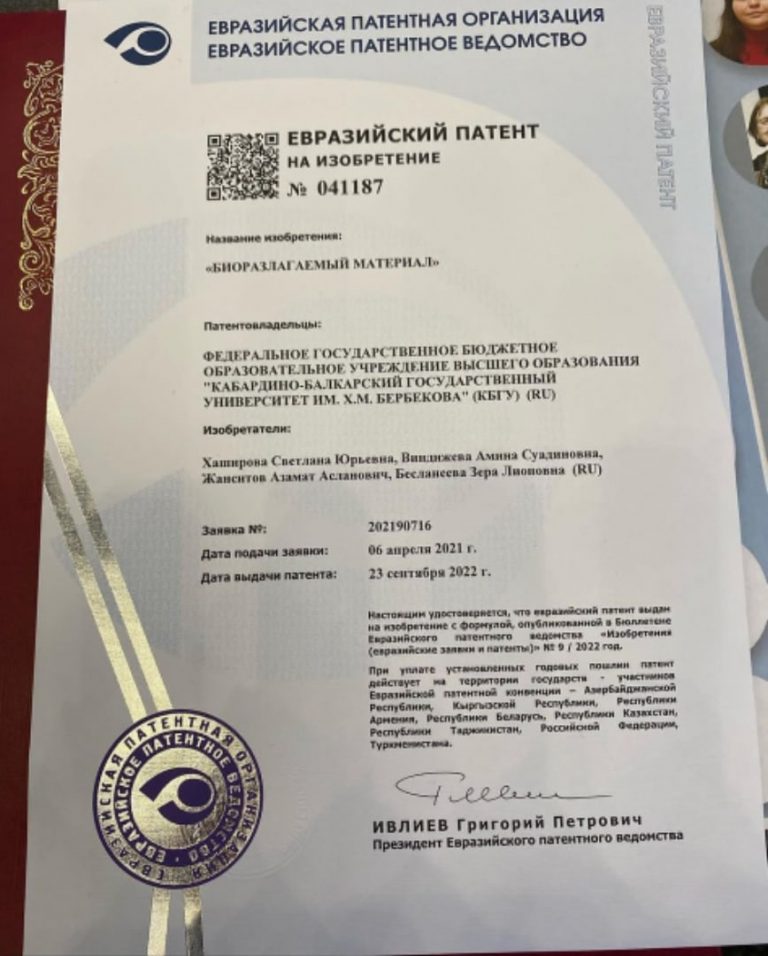 ЕВРАЗИЙСКАЯ ПАТЕНТНАЯ ОРГАНИЗАЦИЯ
ЕВРАЗИЙСКОЕ ПАТЕНТНОЕ ВЕДОМСТВО
ЕВРАЗИЙСКИЙ ПАТЕНТ
ЕВРАЗИЙСКИЙ ПАТЕНТ
НА ИЗОБРЕТЕНИЕ
№ 041187
Название изобретения:
«БИОРАЗЛАГАЕМЫЙ МАТЕРИАЛ»
Патентовладельцы:
ФЕДЕРАЛЬНОЕ ГОСУДАРСТВЕННОЕ БЮДЖЕТНОЕ
ОБРАЗОВАТЕЛЬНОЕ УЧРЕЖДЕНИЕ ВЫСШЕГО ОБРАЗОВАНИЯ
"КАБАРДИНО-БАЛКАРСКИЙ ГОСУДАРСТВЕННЫЙ
УНИВЕРСИТЕТ ИМ. Х.М. БЕРБЕКОВА" (КБГУ) (RU)
Изобретатели:
Хаширова Светлана Юрьевна, Виндижева Амина Суадиновна,
Жанситов Азамат Асланович, Бесланеева Зера Лионовна (RU)
Заявка №: 202190716
Дата подачи заявки: 06 апреля 2021 г.
Дата выдачи патента: 23 сентября 2022 г.
Настоящим удостоверяется, что евразийский патент выдан
на изобретение с формулой, опубликованной в Бюллетене
Евразийского патентного ведомства «Изобретения
(евразийские заявки и патенты)» № 9 / 2022 год.
При уплате установленных годовых пошлин патент
действует на территории государств - участников
Евразийской патентной конвенции – Азербайджанской
Республики, Кыргызской Республики, Республики
Армения, Республики Беларусь, Республики Казахстан,
Республики Таджикистан, Российской Федерации,
Туркменистана.
ЕВРАЗИЙСКАЯ ПАТЕНТНАЯ ОРГАНИЗАЦИЯ
ЕВРАЗИЙСКОЕ ПАТЕНТНОЕ ВЕДОМСТВО
ИВЛИЕВ Григорий Петрович
Президент Евразийского патентного ведомства